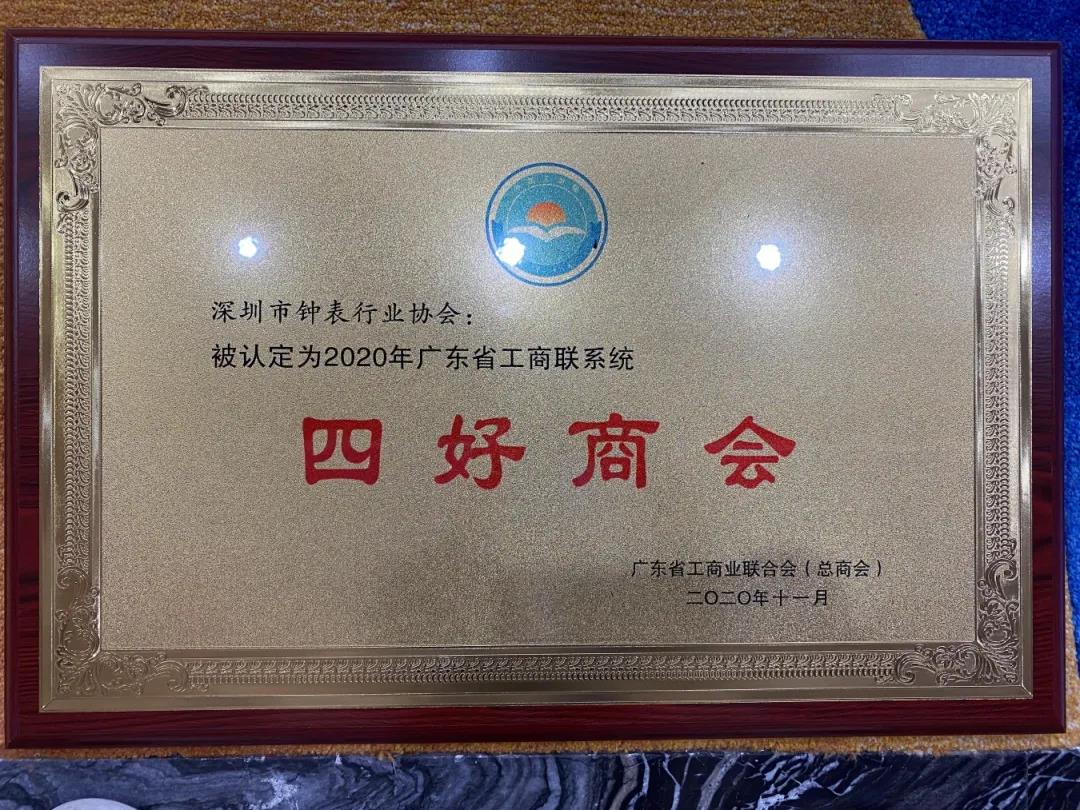 深圳市钟表行业协会：
被认定为2020年广东省工商联系统
四好商会
广东省工商业联合会（总商会）
二〇二〇年十一月